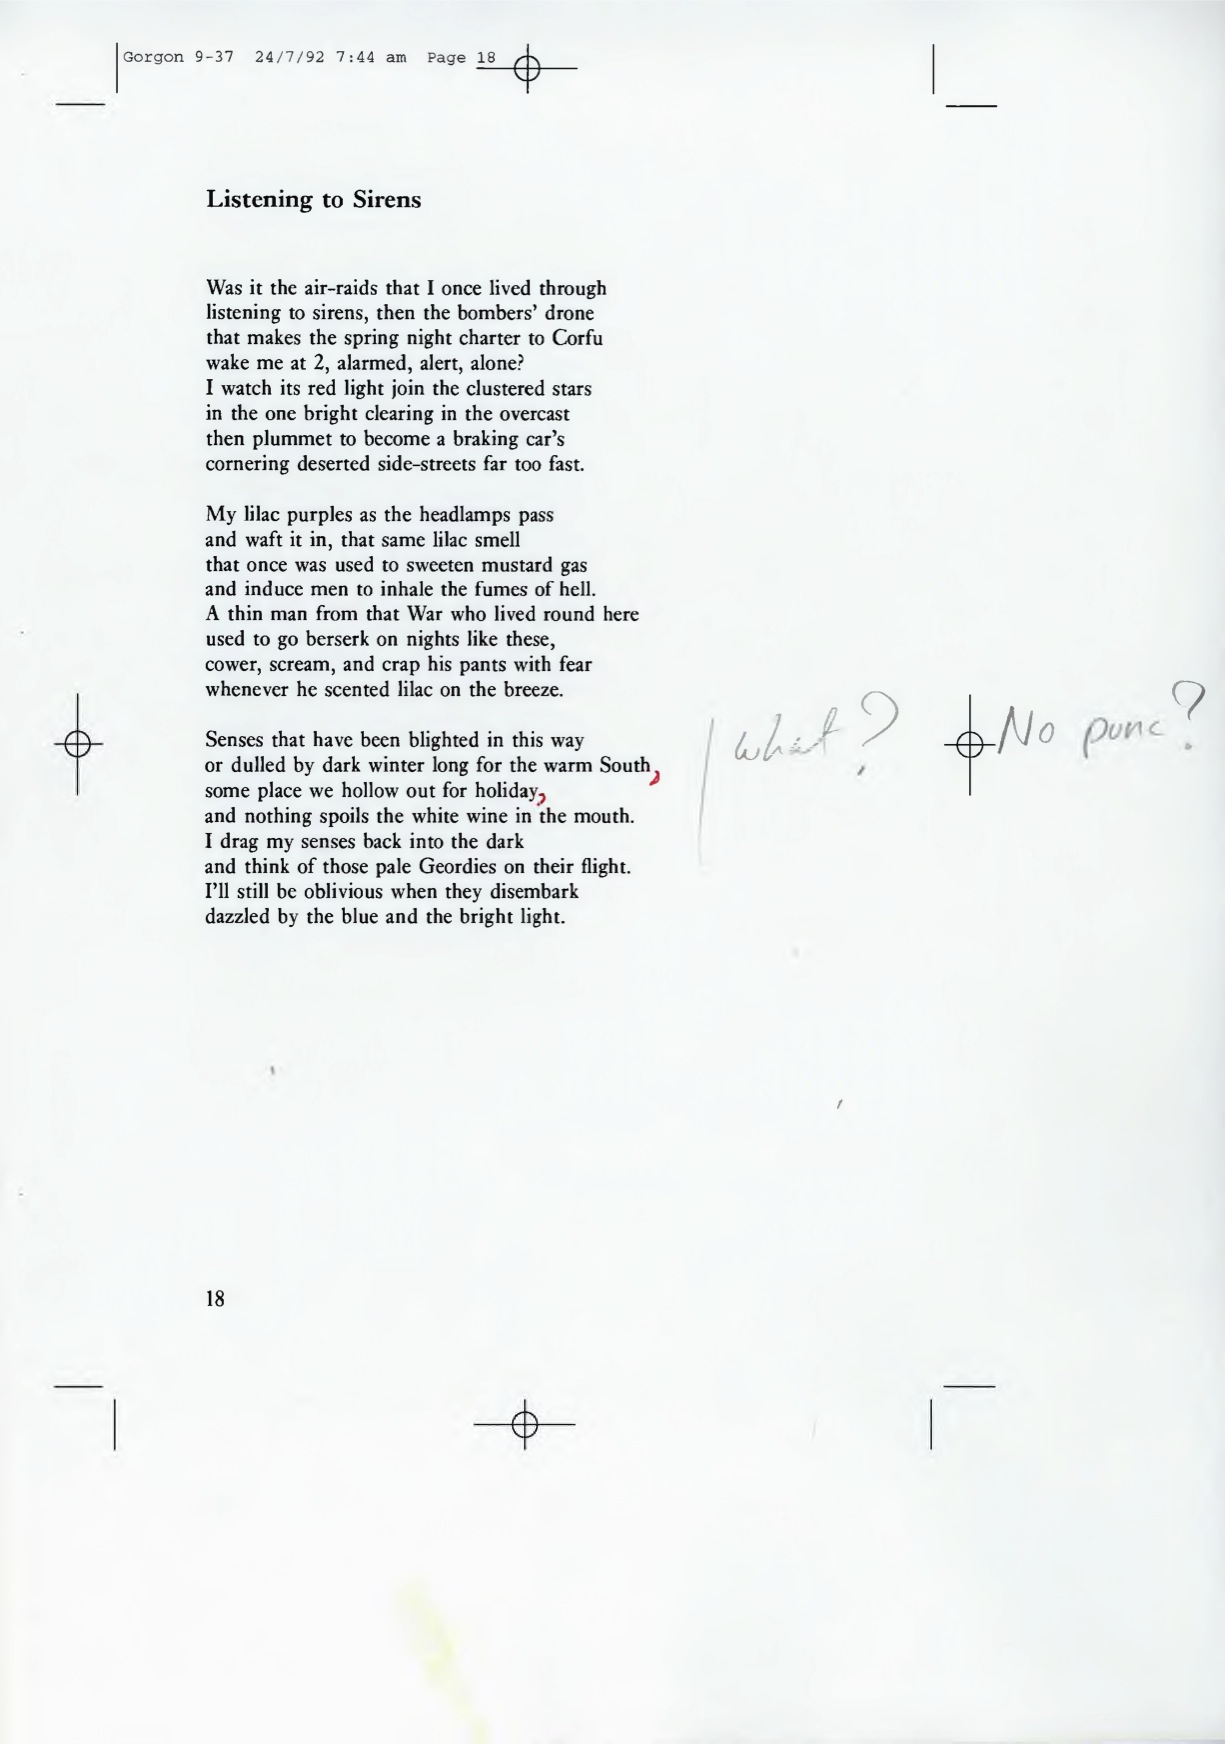 Gorgon 9-37 24/7/92 7:44 am Page 18
Listening to Sirens
Was it the air-raids that I once lived through
listening to sirens, then the bombers' drone
that makes the spring night charter to Corfu
wake me at 2, alarmed, alert, alone?
I watch its red light join the clustered stars
in the one bright clearing in the overcast
then plummet to become a braking car's
cornering deserted side-streets far too fast.
My lilac purples as the headlamps pass
and waft it in, that same lilac smell
that once was used to sweeten mustard gas
and induce men to inhale the fumes of hell.
A thin man from that War who lived round here
used to go berserk on nights like these,
cower, scream, and crap his pants with fear
whenever he scented lilac on the breeze.
Senses that have been blighted in this way
or dulled by dark winter long for the warm South,
some place we hollow out for holiday,
and nothing spoils the white wine in the mouth.
I drag my senses back into the dark
and think of those pale Geordies on their flight.
I'll still be oblivious when they disembark
dazzled by the blue and the bright light.
what? No punc?
18